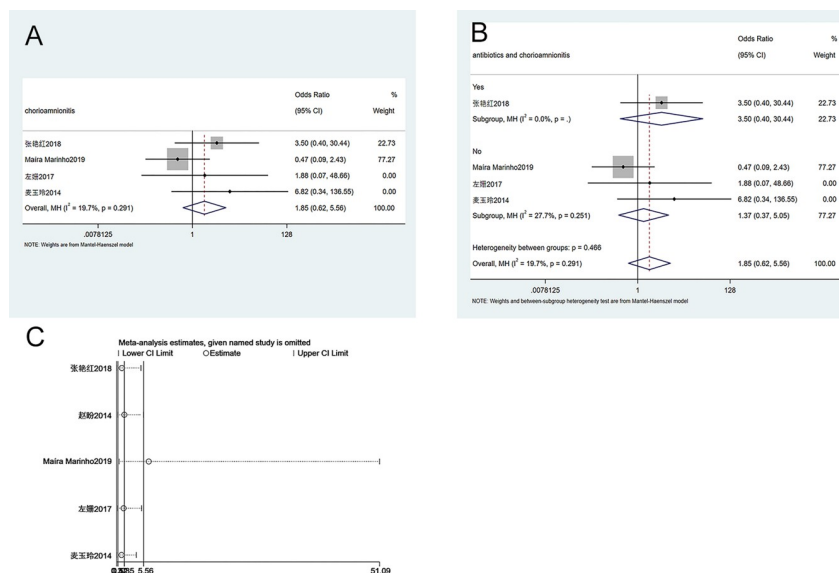 A
Odds Ratio %
chorioamnionitis (95% CI) Weight
张艳红2018 3.50 (0.40, 30.44) 22.73
Maira Marinho2019 0.47 (0.09, 2.43) 77.27
左姗2017 1.88 (0.07, 48.66) 0.00
麦玉玲2014 6.82 (0.34, 136.55) 0.00
Overall, MH (I² = 19.7%, p = 0.291) 1.85 (0.62, 5.56) 100.00
.0078125 1 128
NOTE: Weights are from Mantel-Haenszel model
B
Odds Ratio %
antibiotics and chorioamnionitis (95% CI) Weight
Yes
张艳红2018 3.50 (0.40, 30.44) 22.73
Subgroup, MH (I² = 0.0%, p = .) 3.50 (0.40, 30.44) 22.73
No
Maira Marinho2019 0.47 (0.09, 2.43) 77.27
左姗2017 1.88 (0.07, 48.66) 0.00
麦玉玲2014 6.82 (0.34, 136.55) 0.00
Subgroup, MH (I² = 27.7%, p = 0.251) 1.37 (0.37, 5.05) 77.27
Heterogeneity between groups: p = 0.466
Overall, MH (I² = 19.7%, p = 0.291) 1.85 (0.62, 5.56) 100.00
.0078125 1 128
NOTE: Weights and between-subgroup heterogeneity test are from Mantel-Haenszel model
C
Meta-analysis estimates, given named study is omitted
Lower CI Limit Estimate Upper CI Limit
张艳红2018
赵盼2014
Maira Marinho2019
左姗2017
麦玉玲2014
5.56 51.09